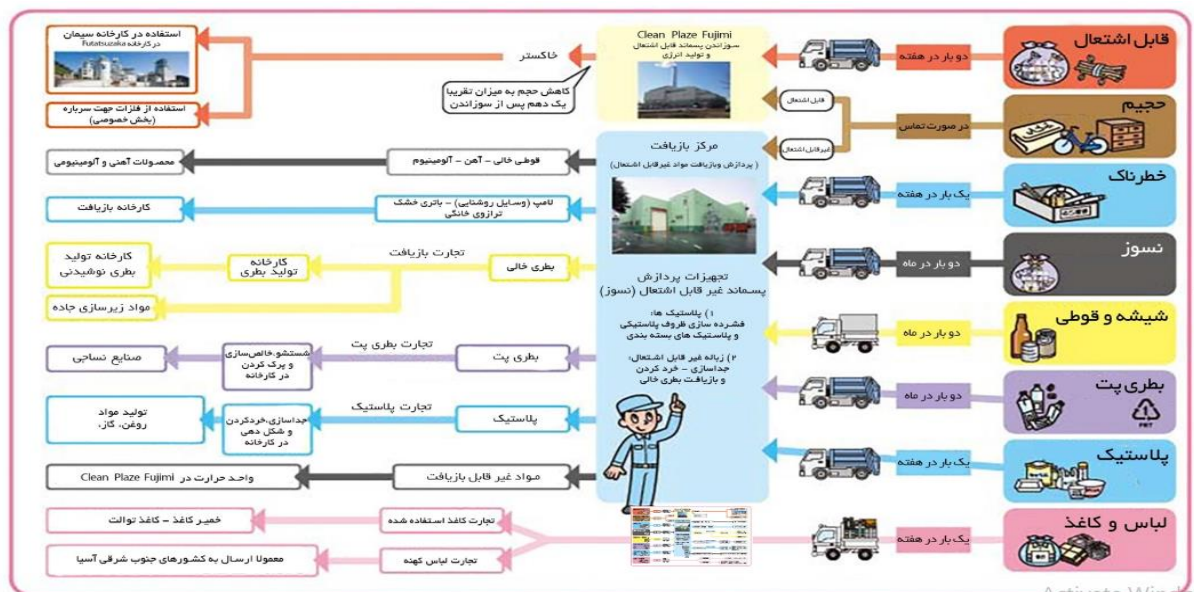 قابل اشتعال
دو بار در هفته
Clean Plaze Fujimi
سوزاندن پسماند قابل اشتعال
و تولید انرژی
خاکستر
کاهش حجم به میزان تقریبا
یک دهم پس از سوزاندن
استفاده در کارخانه سیمان
در کارخانه Futatsuzaka
استفاده از فلزات جهت سرباره
(بخش خصوصی)
حجیم
در صورت تماس
قابل اشتعال
غیرقابل اشتعال
مرکز بازیافت
(پردازش وبازیافت مواد غیرقابل اشتعال)
قوطی خالی - آهن - آلومینیوم
محصولات آهنی و آلومینیومی
خطرناک
یک بار در هفته
لامپ (وسایل روشنایی) - باتری خشک
ترازوی خانگی
کارخانه بازیافت
نسوز
دو بار در ماه
تجهیزات پردازش
پسماند غیر قابل اشتعال (نسوز)
۱) پلاستیک ها:
فشرده سازی ظروف پلاستیکی
و پلاستیک های بسته بندی
۲) زباله غیر قابل اشتعال:
جداسازی - خرد کردن
و بازیافت بطری خالی
بطری خالی
تجارت بازیافت
کارخانه
تولید بطری
کارخانه تولید
بطری نوشیدنی
مواد زیرسازی جاده
شیشه و قوطی
دو بار در ماه
بطری پت
دو بار در ماه
PET
بطری پت
تجارت بطری پت
شستشو،خالص‌سازی
و پرک کردن
در کارخانه
صنایع نساجی
پلاستیک
یک بار در هفته
پلاستیک
تجارت پلاستیک
جداسازی،خردکردن
و شکل دهی
در کارخانه
تولید مواد
روغن، گاز،
مواد غیر قابل بازیافت
واحد حرارت در Clean Plaze Fujimi
لباس و کاغذ
یک بار در هفته
تجارت کاغذ استفاده شده
خمیر کاغذ - کاغذ توالت
تجارت لباس کهنه
معمولا ارسال به کشورهای جنوب شرقی آسیا